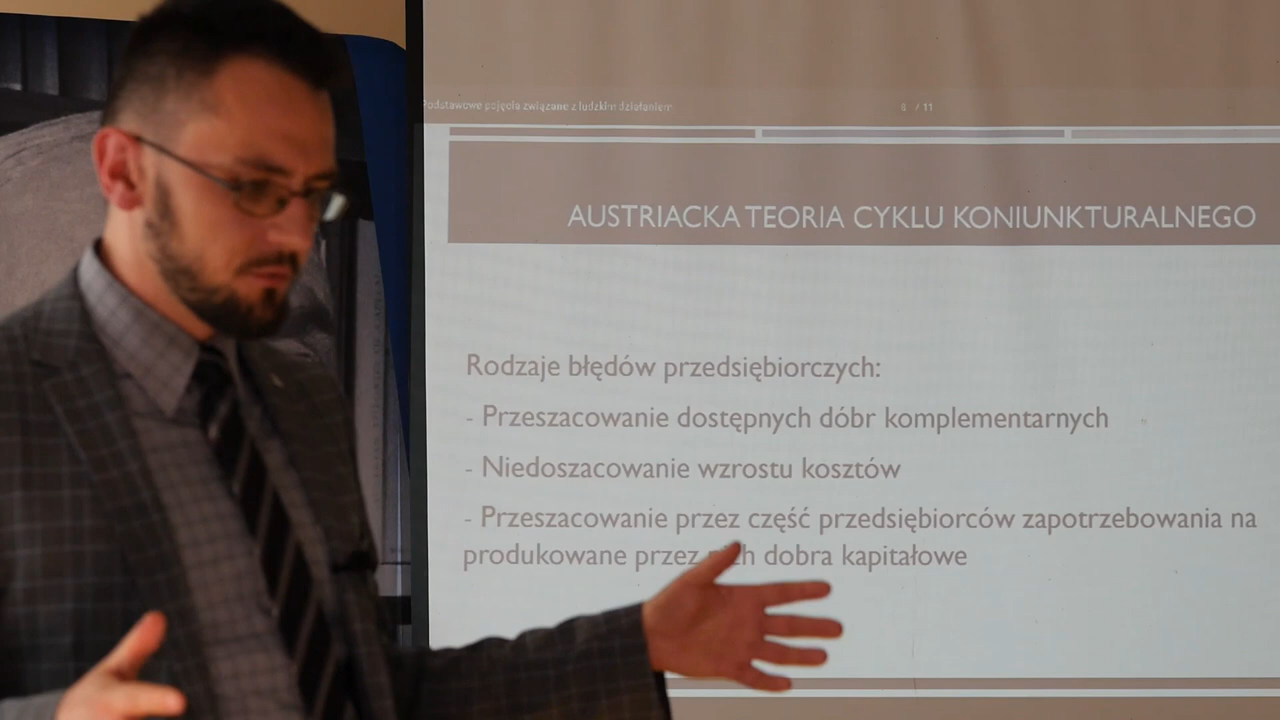 Podstawowe pojęcia związane z ludzkim działaniem 8 / 11
AUSTRIACKA TEORIA CYKLU KONIUNKTURALNEGO
Rodzaje błędów przedsiębiorczych:
- Przeszacowanie dostępnych dóbr komplementarnych
- Niedoszacowanie wzrostu kosztów
- Przeszacowanie przez część przedsiębiorców zapotrzebowania na
produkowane przez nich dobra kapitałowe